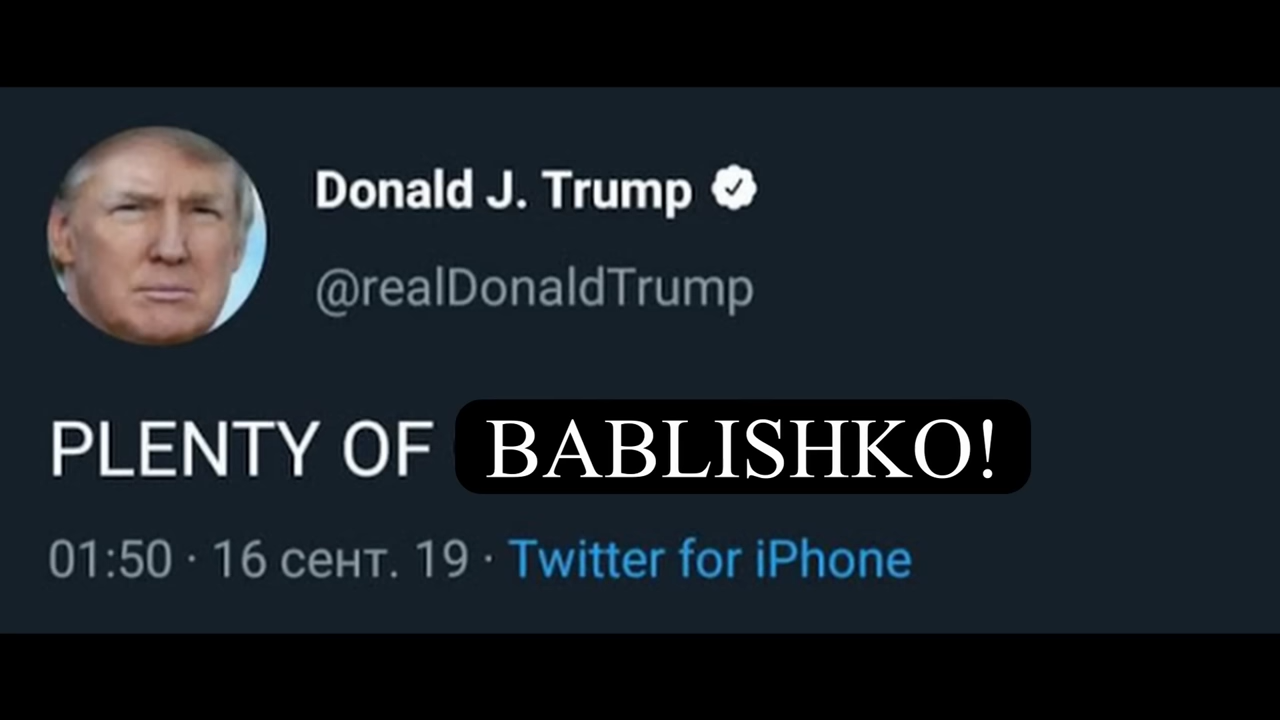 Donald J. Trump
@realDonaldTrump
PLENTY OF BABLISHKO!
01:50 · 16 сент. 19 · Twitter for iPhone